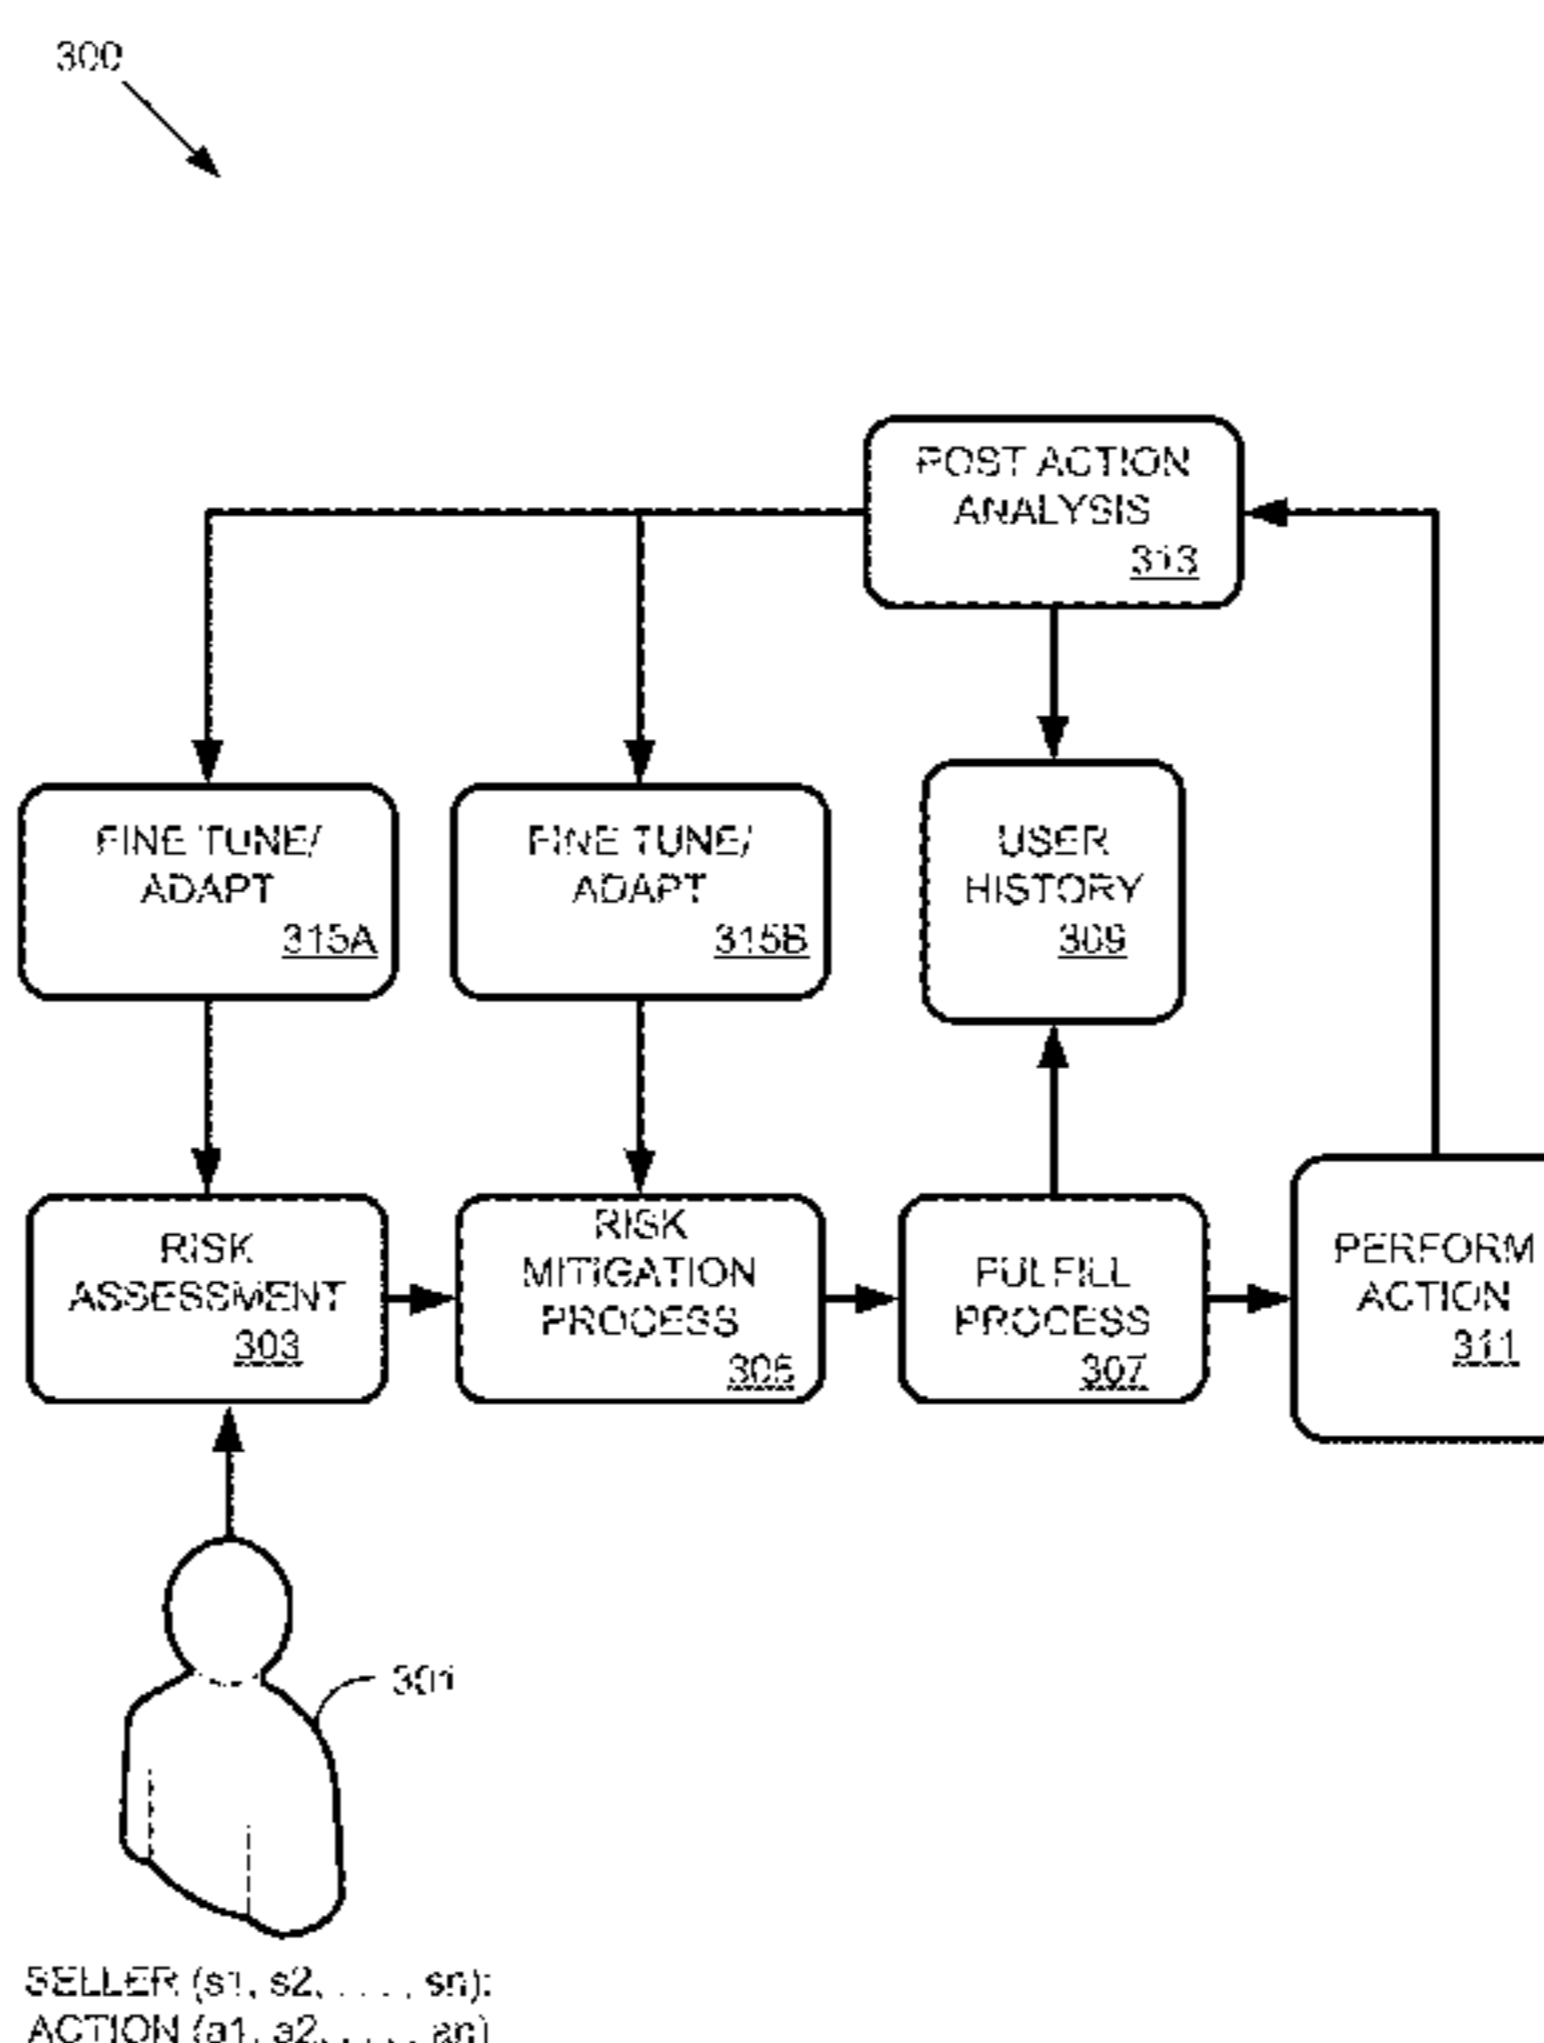 300
POST ACTION
ANALYSIS
313
FINE TUNE/
ADAPT
315A
FINE TUNE/
ADAPT
315B
USER
HISTORY
309
RISK
ASSESSMENT
303
RISK
MITIGATION
PROCESS
305
FULFILL
PROCESS
307
PERFORM
ACTION
311
301
SELLER (s1, s2, . . . , sn):
ACTION (a1, a2, . . . , an)